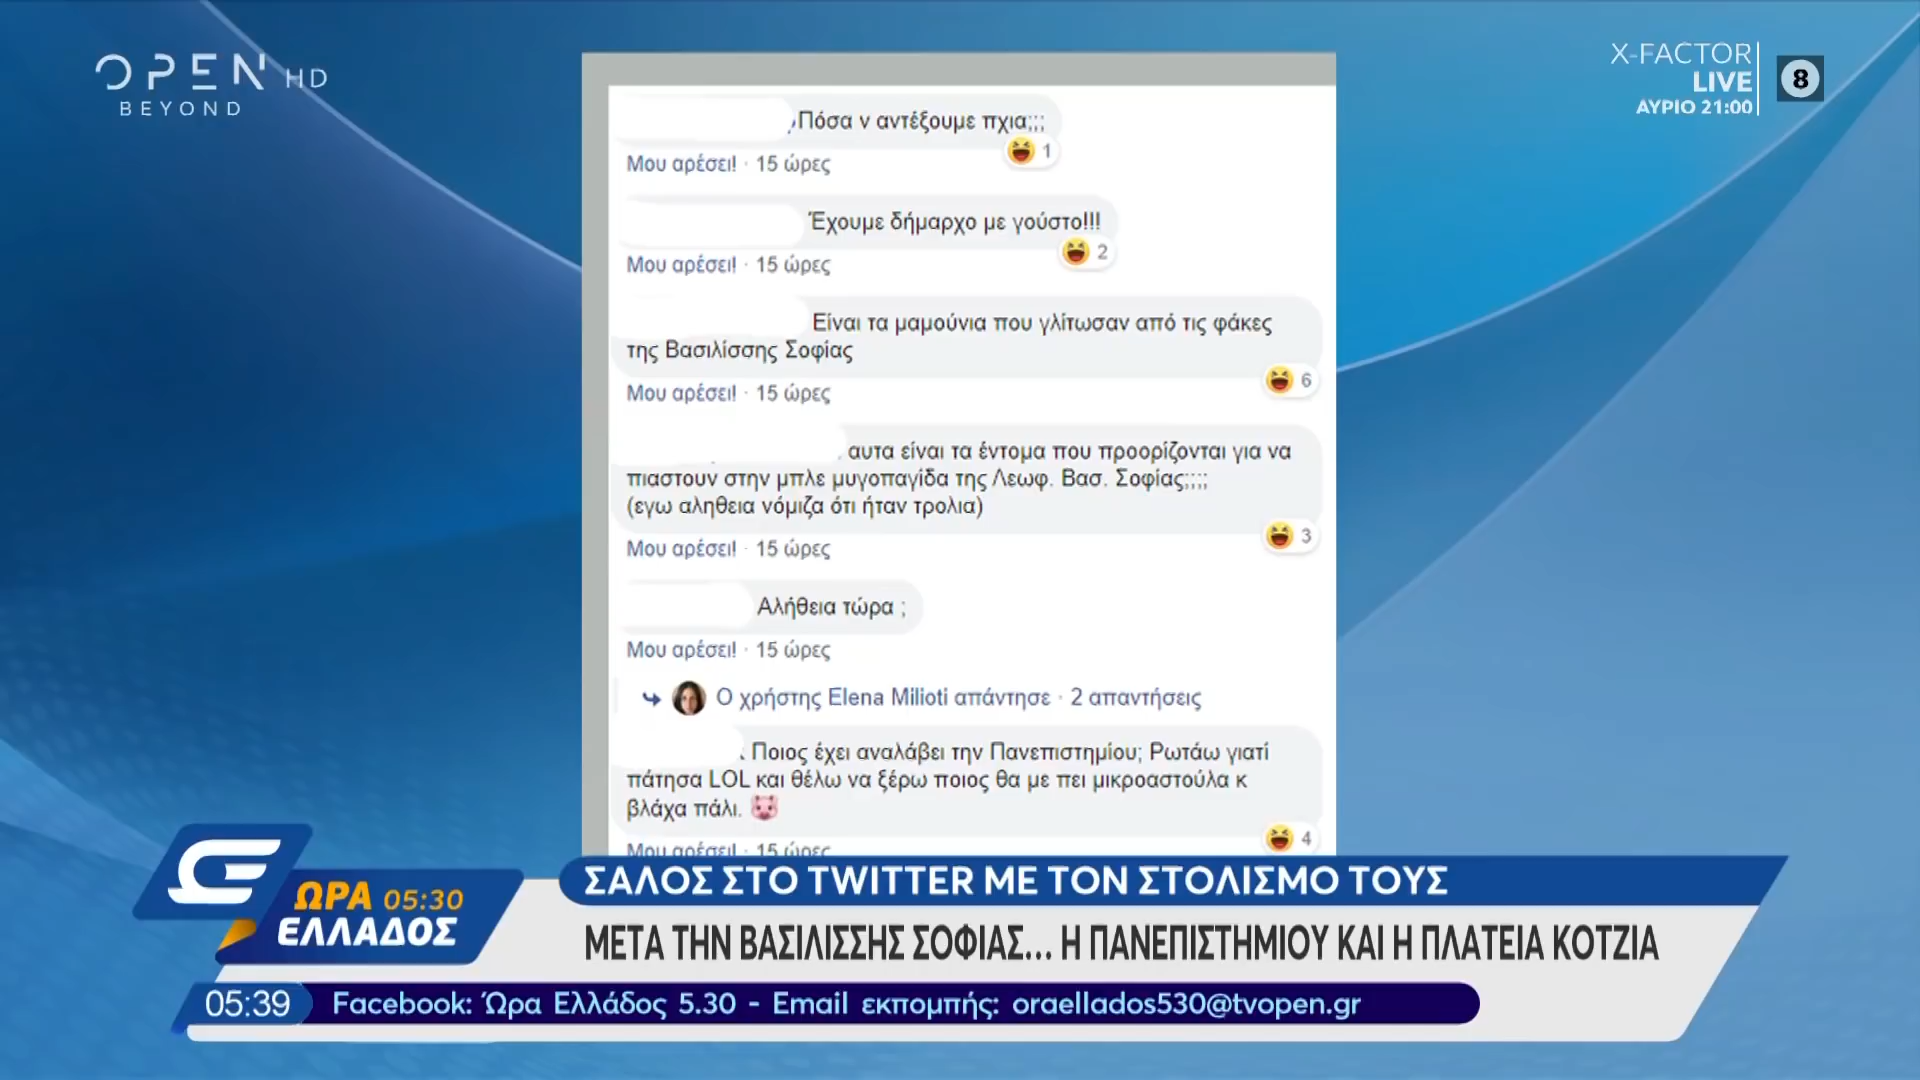 OPEN HD
BEYOND
X-FACTOR
LIVE
ΑΥΡΙΟ 21:00
8
Πόσα ν αντέξουμε πχια;;;
1
Μου αρέσει! · 15 ώρες
Έχουμε δήμαρχο με γούστο!!!
2
Μου αρέσει! · 15 ώρες
Είναι τα μαμούνια που γλίτωσαν από τις φάκες
της Βασιλίσσης Σοφίας
6
Μου αρέσει! · 15 ώρες
αυτα είναι τα έντομα που προορίζονται για να
πιαστουν στην μπλε μυγοπαγίδα της Λεωφ. Βασ. Σοφίας;;;;
(εγω αληθεια νόμιζα ότι ήταν τρολια)
3
Μου αρέσει! · 15 ώρες
Αλήθεια τώρα ;
Μου αρέσει! · 15 ώρες
Ο χρήστης Elena Milioti απάντησε · 2 απαντήσεις
Ποιος έχει αναλάβει την Πανεπιστημίου; Ρωτάω γιατί
πάτησα LOL και θέλω να ξέρω ποιος θα με πει μικροαστούλα κ
βλάχα πάλι.
4
Μου αρέσει! · 15 ώρες
ΣΑΛΟΣ ΣΤΟ TWITTER ΜΕ ΤΟΝ ΣΤΟΛΙΣΜΟ ΤΟΥΣ
ΩΡΑ 05:30
ΕΛΛΑΔΟΣ
ΜΕΤΑ ΤΗΝ ΒΑΣΙΛΙΣΣΗΣ ΣΟΦΙΑΣ... Η ΠΑΝΕΠΙΣΤΗΜΙΟΥ ΚΑΙ Η ΠΛΑΤΕΙΑ ΚΟΤΖΙΑ
05:39
Facebook: Ώρα Ελλάδος 5.30 - Email εκπομπής: oraellados530@tvopen.gr